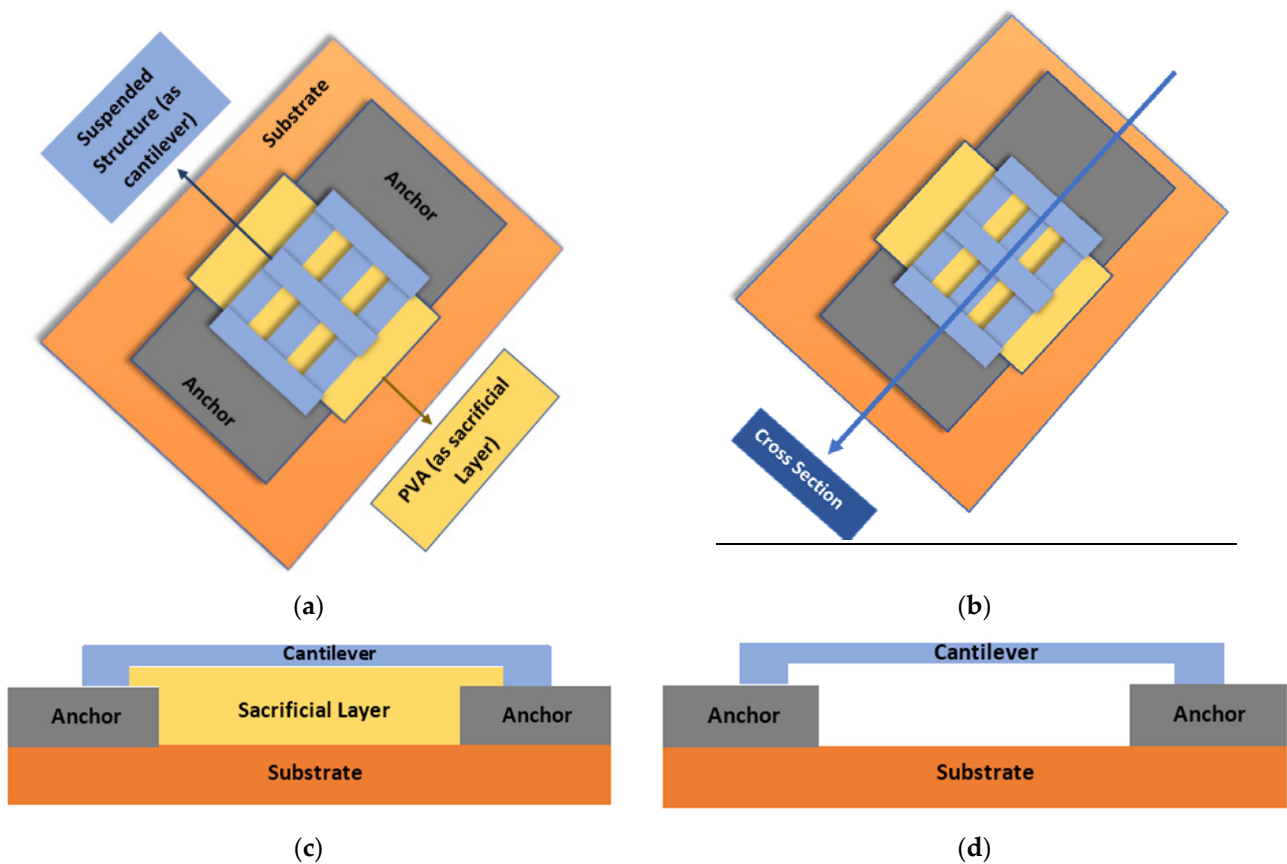 Suspended
Structure (as
cantilever)
Substrate
Anchor
Anchor
PVA (as sacrificial
Layer)
(a)
Cross Section
(b)
Cantilever
Sacrificial Layer
Anchor
Anchor
Substrate
(c)
Cantilever
Anchor
Anchor
Substrate
(d)